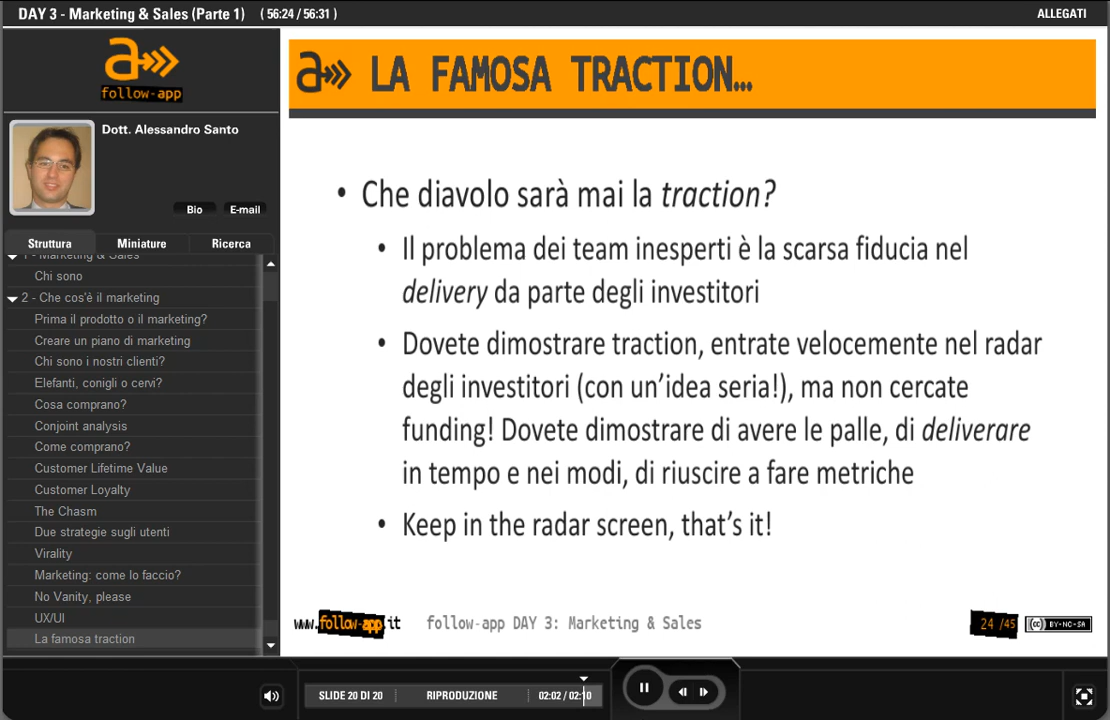 DAY 3 - Marketing & Sales (Parte 1) ( 56:24 / 56:31 )
ALLEGATI
a
follow-app
Dott. Alessandro Santo
Bio
E-mail
Struttura
Miniature
Ricerca
1 - Marketing & Sales
Chi sono
2 - Che cos'è il marketing
Prima il prodotto o il marketing?
Creare un piano di marketing
Chi sono i nostri clienti?
Elefanti, conigli o cervi?
Cosa comprano?
Conjoint analysis
Come comprano?
Customer Lifetime Value
Customer Loyalty
The Chasm
Due strategie sugli utenti
Virality
Marketing: come lo faccio?
No Vanity, please
UX/UI
La famosa traction
a LA FAMOSA TRACTION...
• Che diavolo sarà mai la traction?
• Il problema dei team inesperti è la scarsa fiducia nel
delivery da parte degli investitori
• Dovete dimostrare traction, entrate velocemente nel radar
degli investitori (con un'idea seria!), ma non cercate
funding! Dovete dimostrare di avere le palle, di deliverare
in tempo e nei modi, di riuscire a fare metriche
• Keep in the radar screen, that's it!
www.follow-app.it
follow-app DAY 3: Marketing & Sales
24 /45
cc BY-NC-SA
SLIDE 20 DI 20
RIPRODUZIONE
02:02 / 02:10